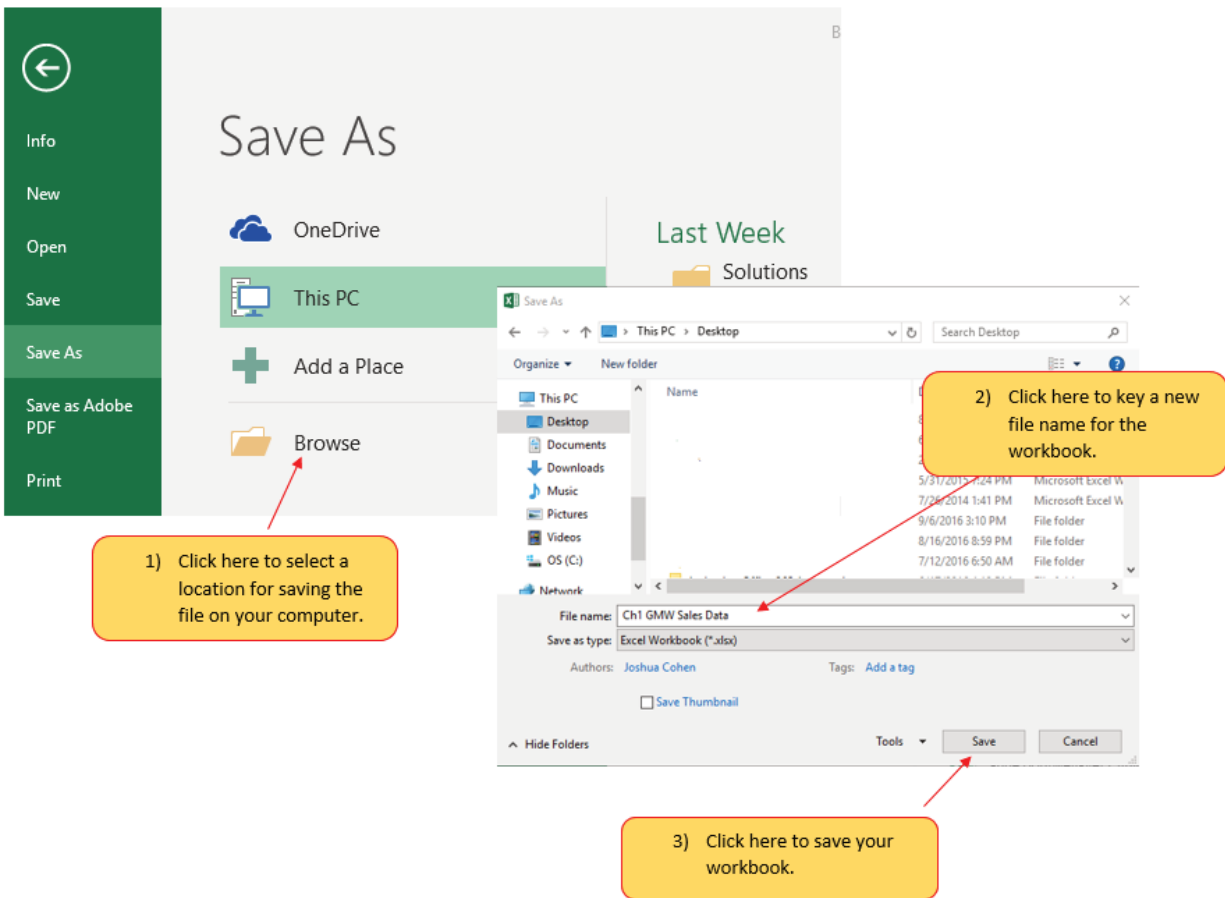 B
Info
New
Open
Save
Save As
Save as Adobe
PDF
Print
Save As
OneDrive
This PC
Add a Place
Browse
Last Week
Solutions
Save As
This PC > Desktop
Search Desktop
Organize
New folder
This PC
Desktop
Documents
Downloads
Music
Pictures
Videos
OS (C:)
Network
Name
5/31/2015 1:24 PM Microsoft Excel W
7/26/2014 1:41 PM Microsoft Excel W
9/6/2016 3:10 PM File folder
8/16/2016 8:59 PM File folder
7/12/2016 6:50 AM File folder
File name: Ch1 GMW Sales Data
Save as type: Excel Workbook (*.xlsx)
Authors: Joshua Cohen Tags: Add a tag
Save Thumbnail
Hide Folders
Tools Save Cancel
1) Click here to select a
location for saving the
file on your computer.
2) Click here to key a new
file name for the
workbook.
3) Click here to save your
workbook.